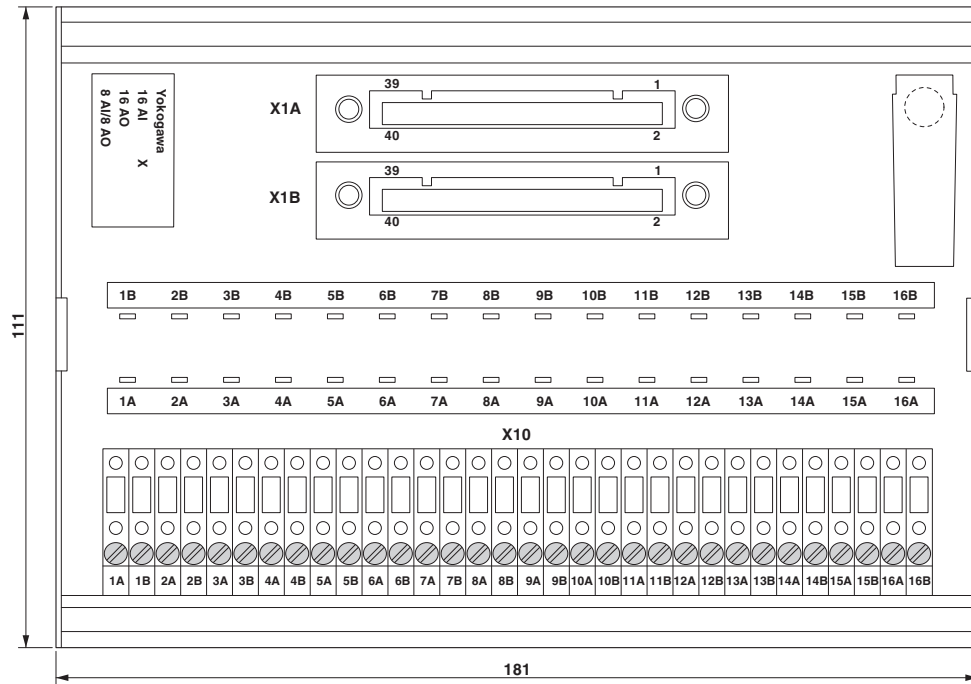 Yokogawa
16 AI X
16 AO
8 AI/8 AO
X1A
39 1
40 2
X1B
39 1
40 2
1B 2B 3B 4B 5B 6B 7B 8B 9B 10B 11B 12B 13B 14B 15B 16B
111
1A 2A 3A 4A 5A 6A 7A 8A 9A 10A 11A 12A 13A 14A 15A 16A
X10
1A 1B 2A 2B 3A 3B 4A 4B 5A 5B 6A 6B 7A 7B 8A 8B 9A 9B 10A 10B 11A 11B 12A 12B 13A 13B 14A 14B 15A 15B 16A 16B
181